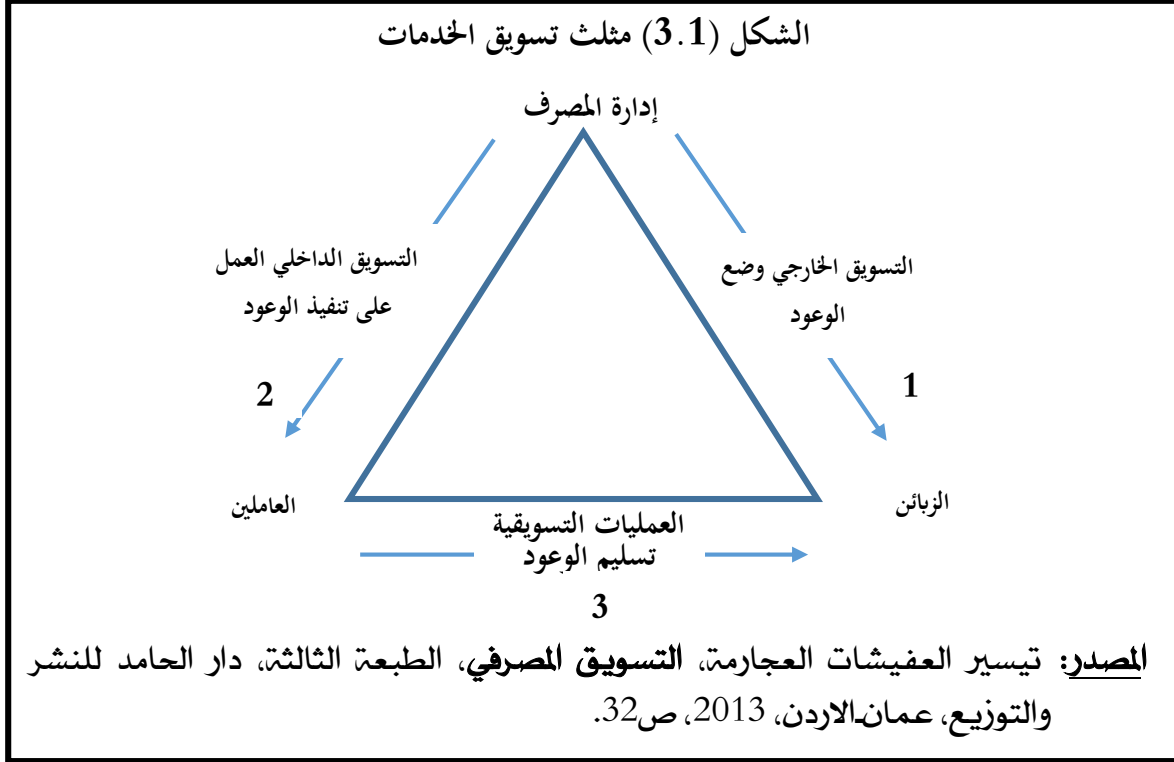 الشكل (3.1) مثلث تسويق الخدمات
إدارة المصرف
التسويق الخارجي وضع
الوعود
1
التسويق الداخلي العمل
على تنفيذ الوعود
2
الزبائن
العاملين
العمليات التسويقية
تسليم الوعود
3
المصدر: تيسير العفيشات العجارمة، التسويق المصرفي، الطبعة الثالثة، دار الحامد للنشر
والتوزيع، عمان-الاردن، 2013، ص32.